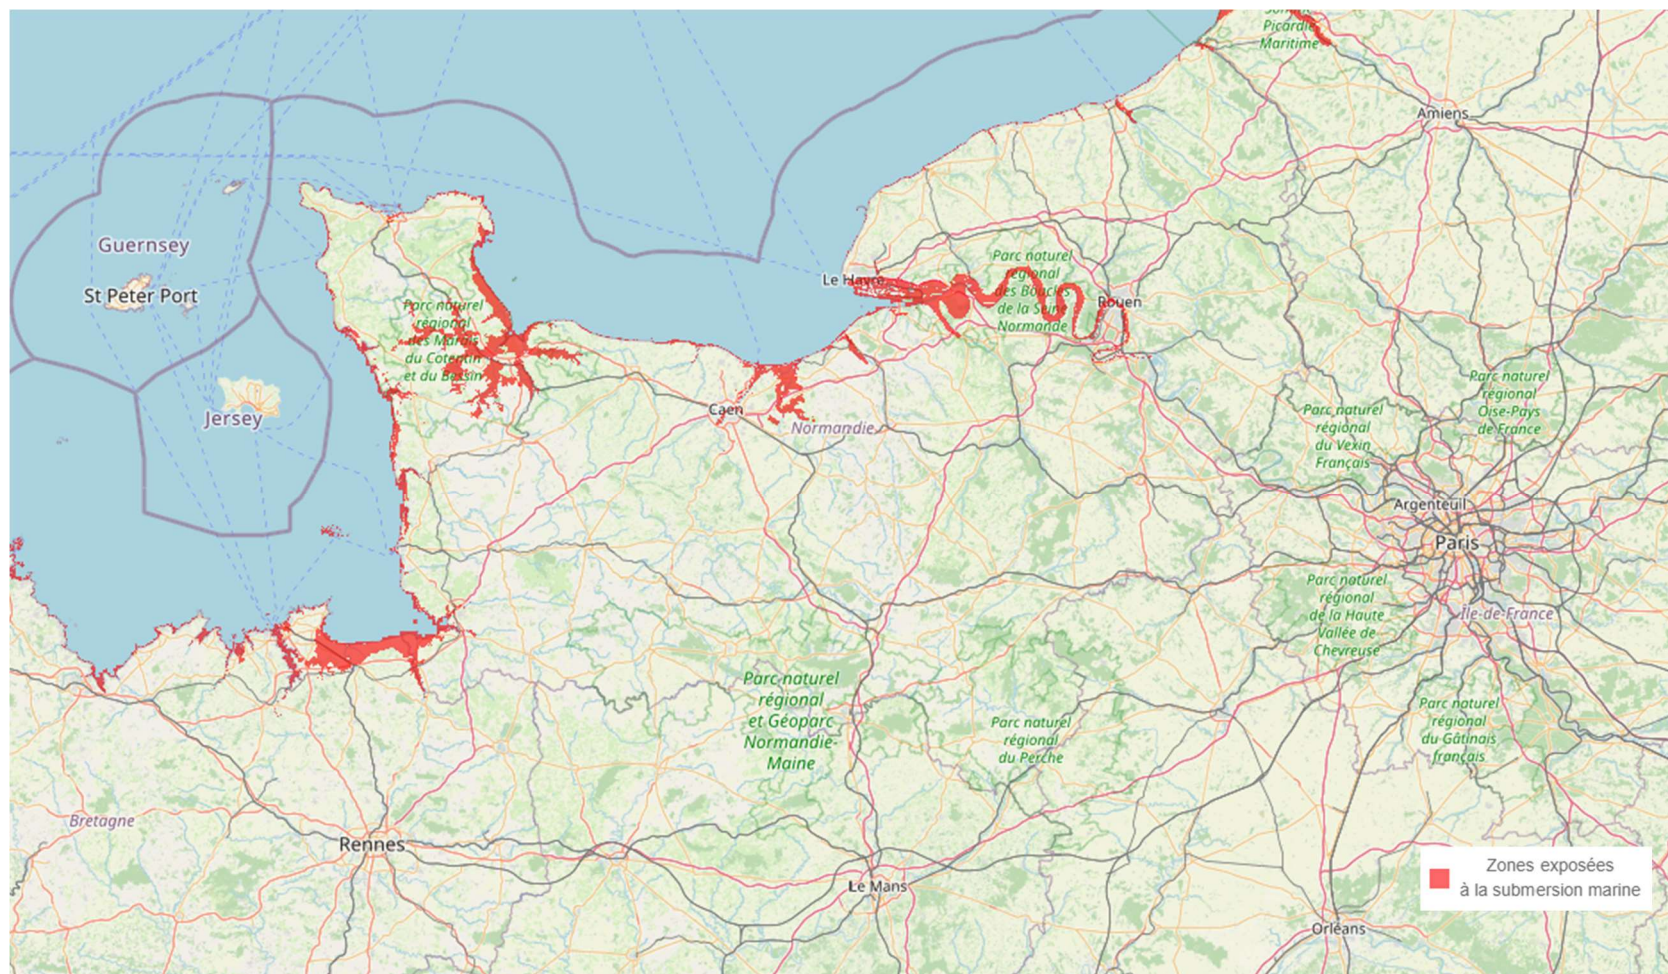 Picardie
Maritime
Amiens
Guernsey
St Peter Port
Jersey
Le Havre
Parc naturel
régional
des Boucles
de la Seine
Normande
Rouen
Parc naturel
régional
des Marais
du Cotentin
et du Bessin
Caen
Normandie
Parc naturel
régional
Oise-Pays
de France
Parc naturel
régional
du Vexin
Français
Argenteuil
Paris
Île-de-France
Parc naturel
régional
de la Haute
Vallée de
Chevreuse
Parc naturel
régional
et Géoparc
Normandie-
Maine
Parc naturel
régional
du Perche
Parc naturel
régional
du Gâtinais
français
Bretagne
Rennes
Le Mans
Orléans
Zones exposées
à la submersion marine